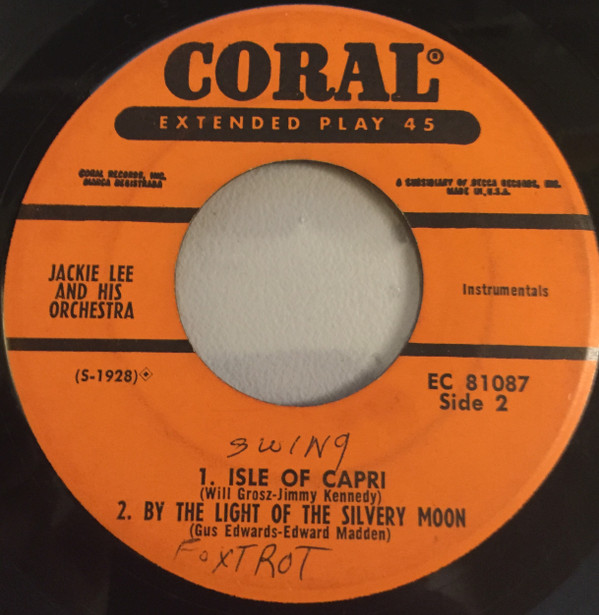 CORAL®
EXTENDED PLAY 45
CORAL RECORDS, INC.
MARCA REGISTRADA
A SUBSIDIARY OF DECCA RECORDS, INC.
MADE IN U.S.A.
JACKIE LEE
AND HIS
ORCHESTRA
Instrumentals
(5-1928)
EC 81087
Side 2
SWING
1. ISLE OF CAPRI
(Will Grosz-Jimmy Kennedy)
2. BY THE LIGHT OF THE SILVERY MOON
(Gus Edwards-Edward Madden)
FOXTROT